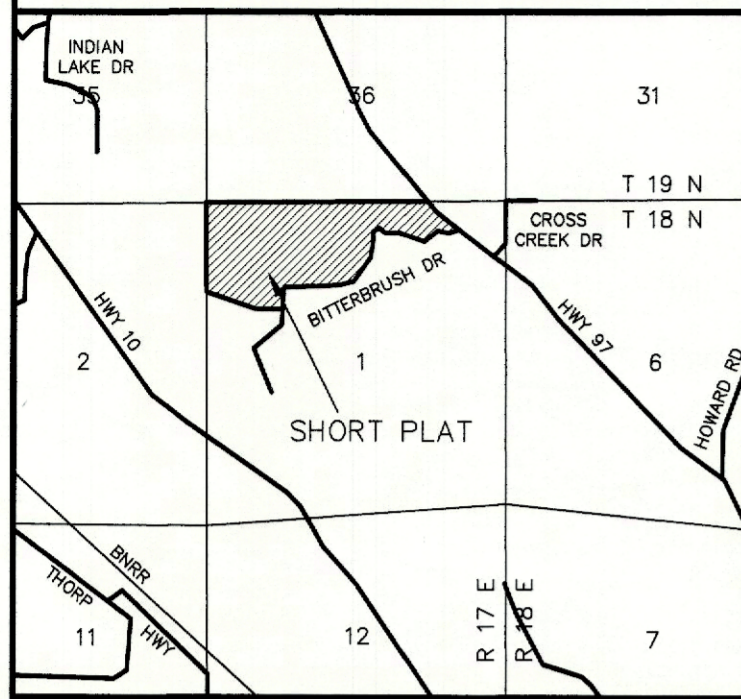 INDIAN
LAKE DR
35
36
31
T 19 N
T 18 N
CROSS
CREEK DR
BITTERBRUSH DR
HWY 10
HWY 97
2
1
6
HOWARD RD
SHORT PLAT
BNRR
THORP
HWY
11
12
R 17 E
R 18 E
7